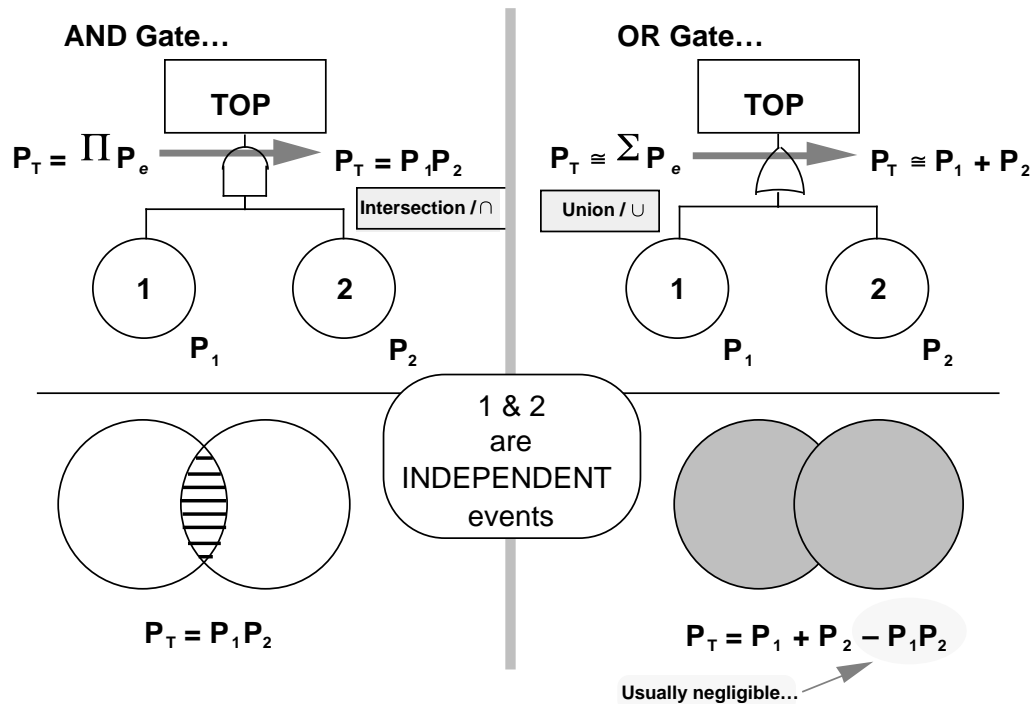 AND Gate…
TOP
P_T = Π P_e
P_T = P_1P_2
Intersection / ∩
1
2
P_1
P_2
OR Gate…
TOP
P_T ≅ Σ P_e
P_T ≅ P_1 + P_2
Union / ∪
1
2
P_1
P_2
1 & 2
are
INDEPENDENT
events
P_T = P_1P_2
P_T = P_1 + P_2 – P_1P_2
Usually negligible…